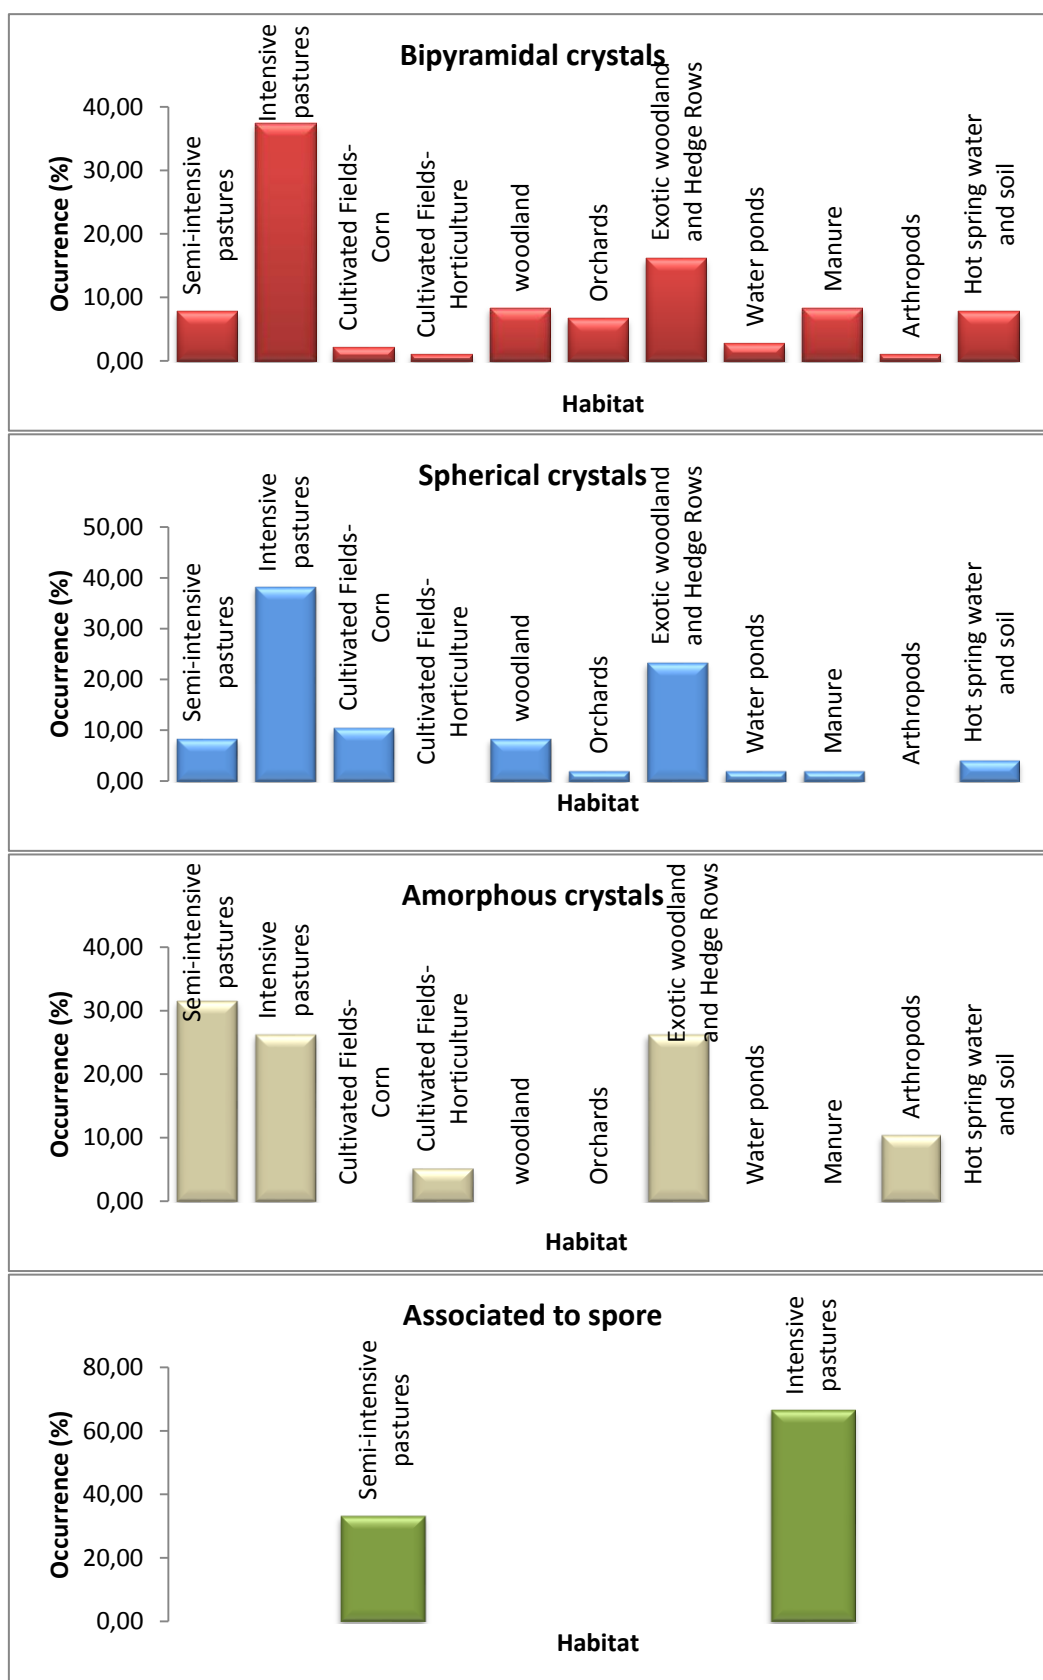 Bipyramidal crystals
Ocurrence (%)
40,00
30,00
20,00
10,00
0,00
Semi-intensive
pastures
Intensive
pastures
Cultivated Fields-
Corn
Cultivated Fields-
Horticulture
woodland
Orchards
Exotic woodland
and Hedge Rows
Water ponds
Manure
Arthropods
Hot spring water
and soil
Habitat
Spherical crystals
Occurrence (%)
50,00
40,00
30,00
20,00
10,00
0,00
Semi-intensive
pastures
Intensive
pastures
Cultivated Fields-
Corn
Cultivated Fields-
Horticulture
woodland
Orchards
Exotic woodland
and Hedge Rows
Water ponds
Manure
Arthropods
Hot spring water
and soil
Habitat
Amorphous crystals
Occurrence (%)
40,00
30,00
20,00
10,00
0,00
Semi-intensive
pastures
Intensive
pastures
Cultivated Fields-
Corn
Cultivated Fields-
Horticulture
woodland
Orchards
Exotic woodland
and Hedge Rows
Water ponds
Manure
Arthropods
Hot spring water
and soil
Habitat
Associated to spore
Occurrence (%)
80,00
60,00
40,00
20,00
0,00
Semi-intensive
pastures
Intensive
pastures
Habitat